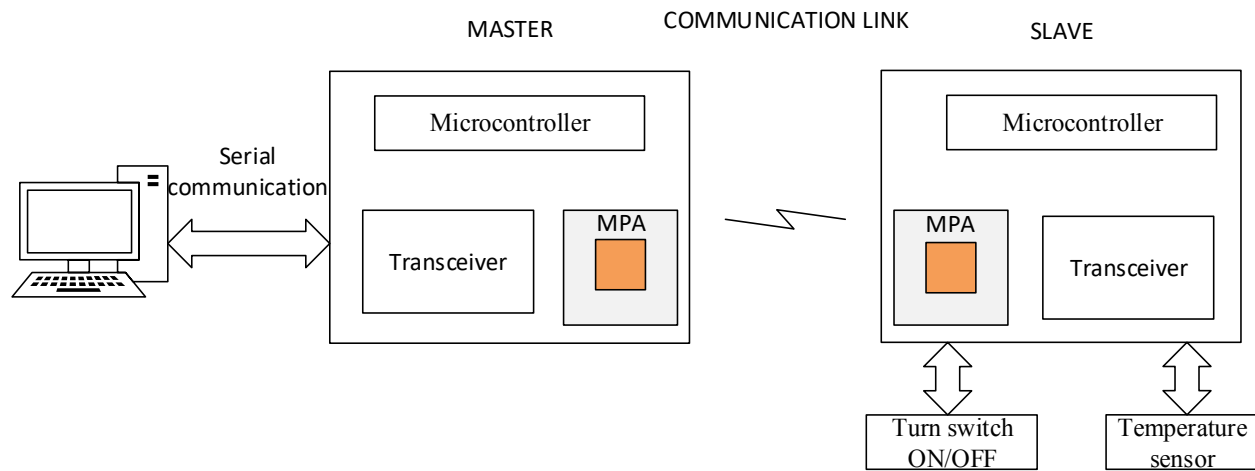 COMMUNICATION LINK
MASTER
SLAVE
Microcontroller
Microcontroller
Serial
communication
MPA
MPA
Transceiver
Transceiver
Turn switch
ON/OFF
Temperature
sensor